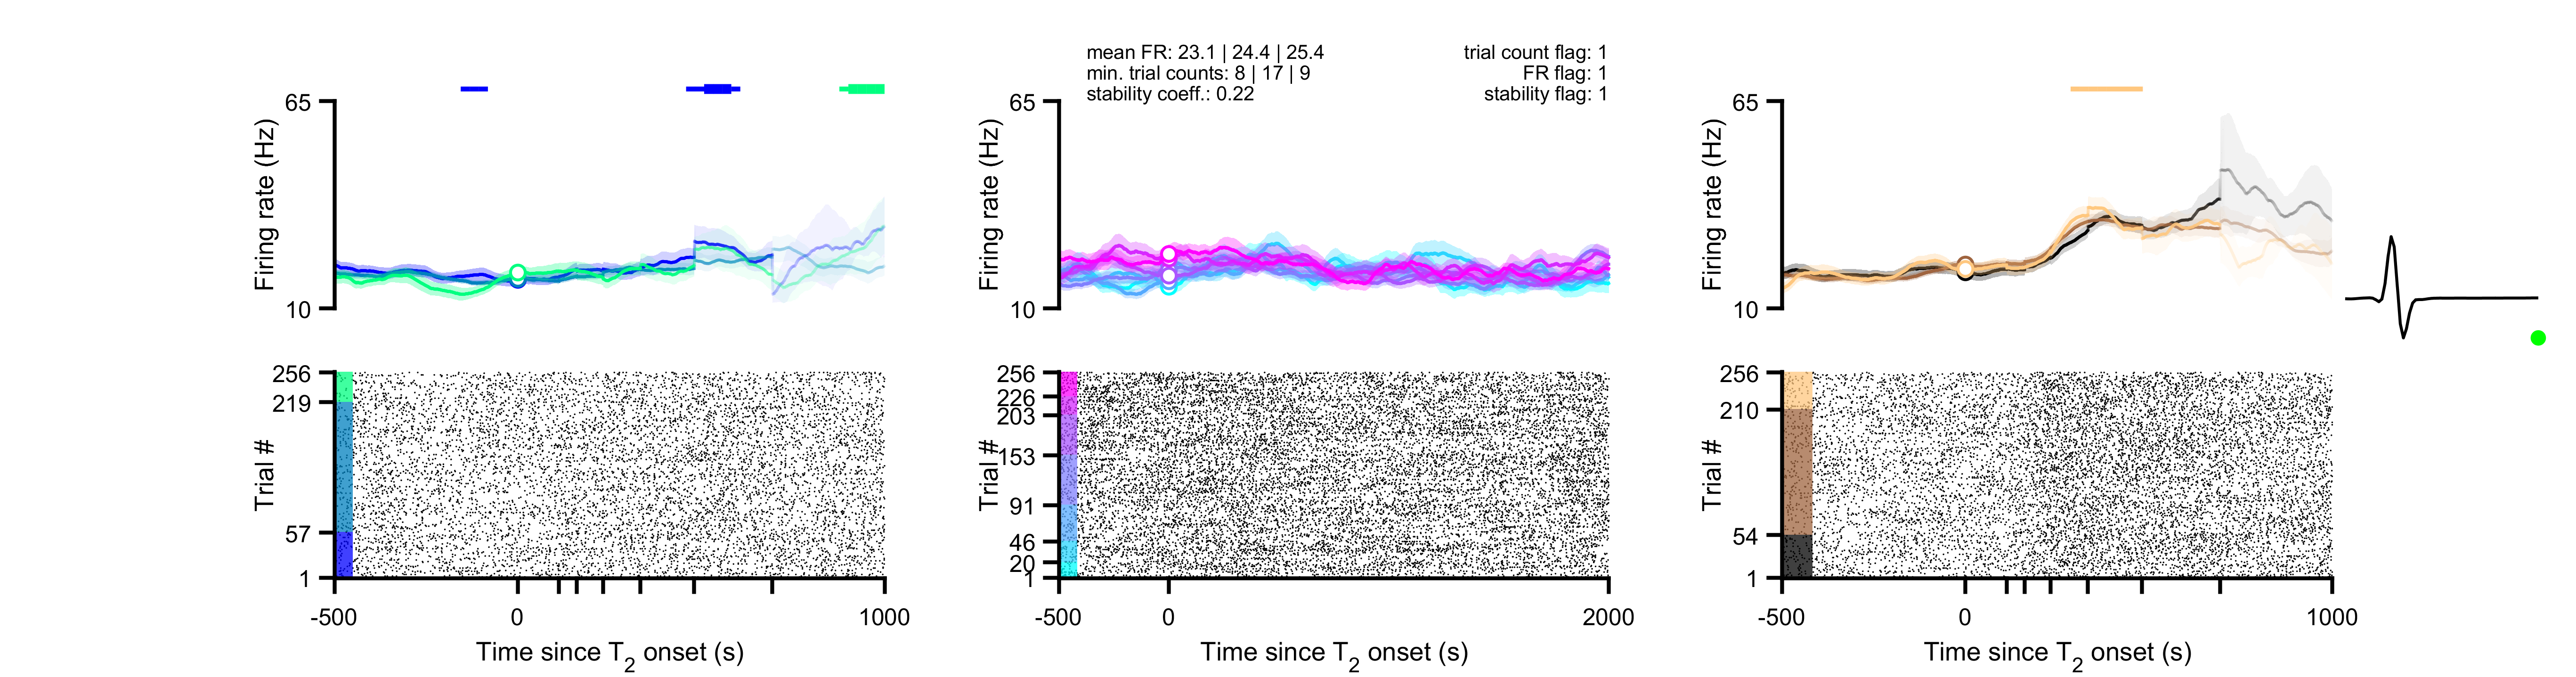 mean FR: 23.1 | 24.4 | 25.4
min. trial counts: 8 | 17 | 9
stability coeff.: 0.22
trial count flag: 1
FR flag: 1
stability flag: 1
65
10
Firing rate (Hz)
65
10
Firing rate (Hz)
65
10
Firing rate (Hz)
256
219
57
1
Trial #
-500
0
1000
Time since T2 onset (s)
256
226
203
153
91
46
20
1
Trial #
-500
0
2000
Time since T2 onset (s)
256
210
54
1
Trial #
-500
0
1000
Time since T2 onset (s)